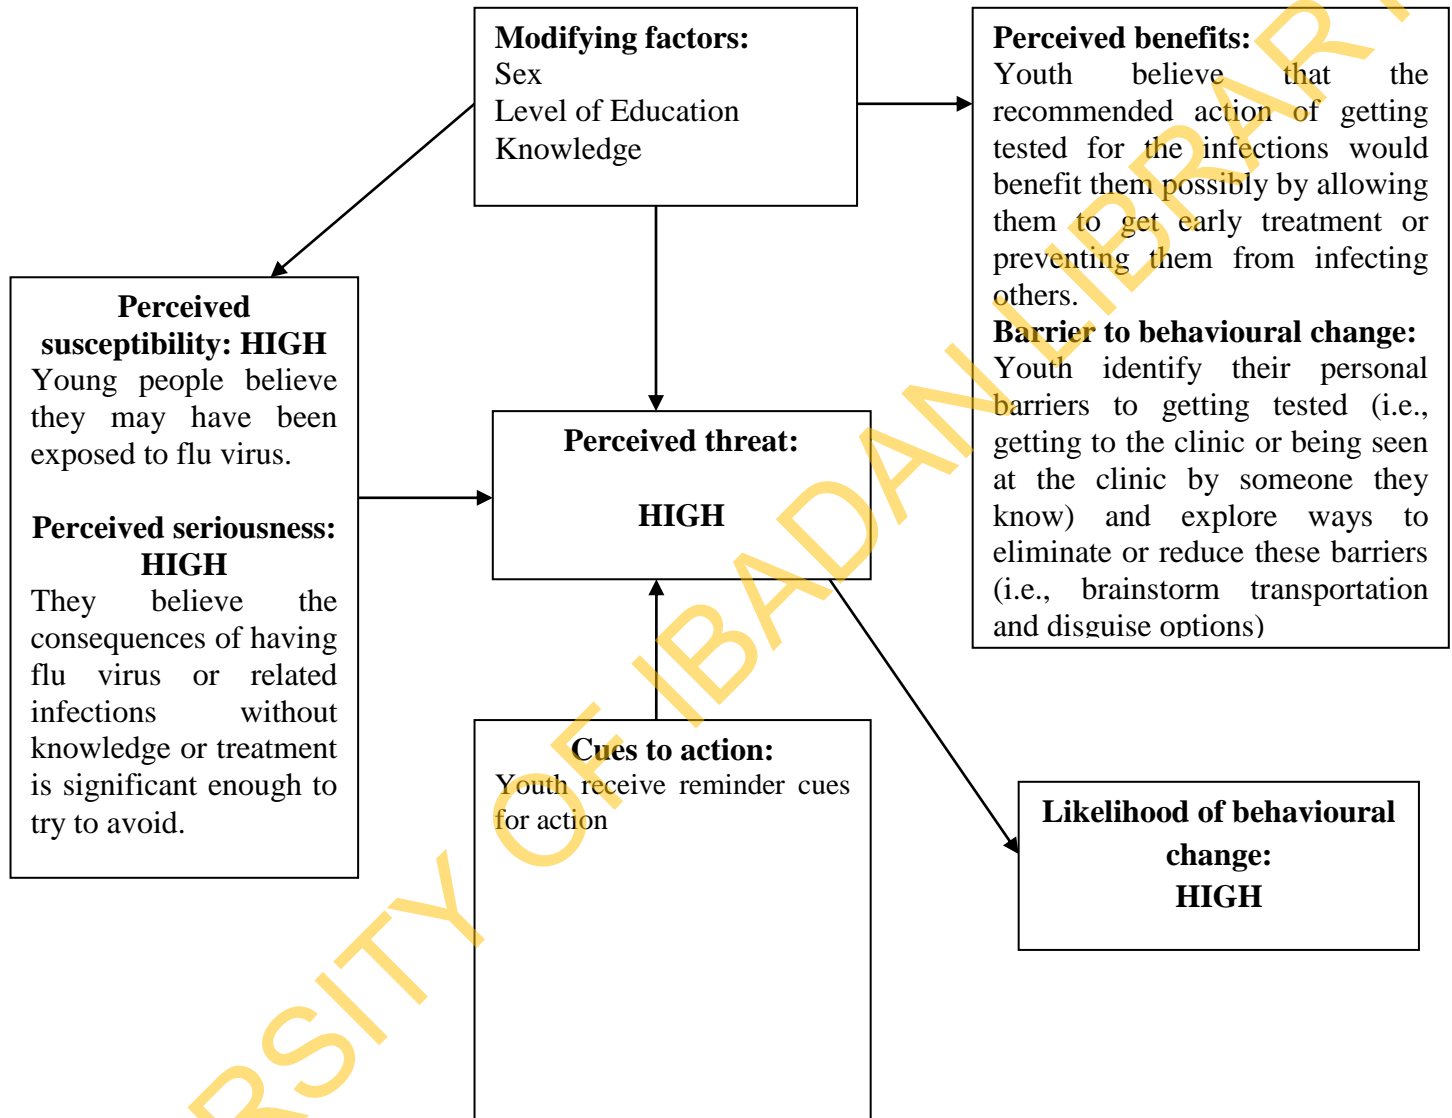 Modifying factors:
Sex
Level of Education
Knowledge
Perceived benefits:
Youth believe that the
recommended action of getting
tested for the infections would
benefit them possibly by allowing
them to get early treatment or
preventing them from infecting
others.
Barrier to behavioural change:
Youth identify their personal
barriers to getting tested (i.e.,
getting to the clinic or being seen
at the clinic by someone they
know) and explore ways to
eliminate or reduce these barriers
(i.e., brainstorm transportation
and disguise options)
Perceived
susceptibility: HIGH
Young people believe
they may have been
exposed to flu virus.
Perceived seriousness:
HIGH
They believe the
consequences of having
flu virus or related
infections without
knowledge or treatment
is significant enough to
try to avoid.
Perceived threat:
HIGH
Cues to action:
Youth receive reminder cues
for action
Likelihood of behavioural
change:
HIGH
RSITY OF IBADAN LIBRAR